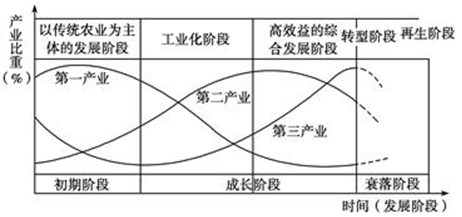 产业比重(%)
以传统农业为主体的发展阶段
工业化阶段
高效益的综合发展阶段
转型阶段
再生阶段
第一产业
第二产业
第三产业
初期阶段
成长阶段
衰落阶段
时间(发展阶段)